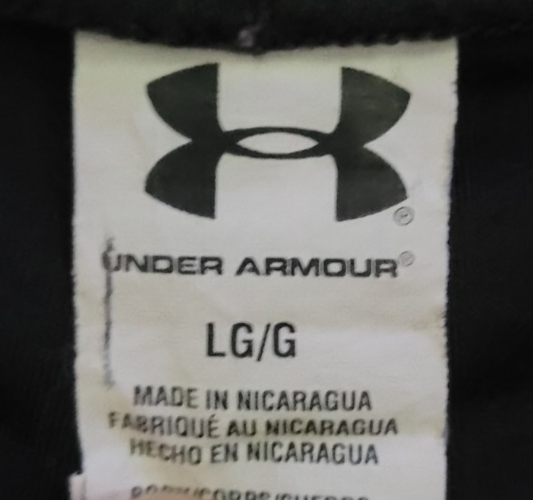 UNDER ARMOUR®
LG/G
MADE IN NICARAGUA
FABRIQUÉ AU NICARAGUA
HECHO EN NICARAGUA